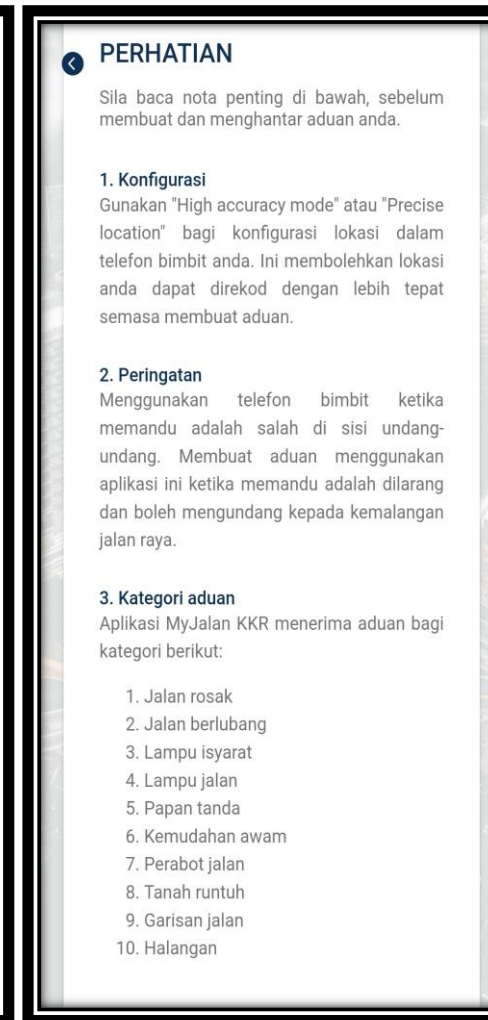 PERHATIAN
Sila baca nota penting di bawah, sebelum
membuat dan menghantar aduan anda.
1. Konfigurasi
Gunakan "High accuracy mode" atau "Precise
location" bagi konfigurasi lokasi dalam
telefon bimbit anda. Ini membolehkan lokasi
anda dapat direkod dengan lebih tepat
semasa membuat aduan.
2. Peringatan
Menggunakan telefon bimbit ketika
memandu adalah salah di sisi undang-
undang. Membuat aduan menggunakan
aplikasi ini ketika memandu adalah dilarang
dan boleh mengundang kepada kemalangan
jalan raya.
3. Kategori aduan
Aplikasi MyJalan KKR menerima aduan bagi
kategori berikut:
1. Jalan rosak
2. Jalan berlubang
3. Lampu isyarat
4. Lampu jalan
5. Papan tanda
6. Kemudahan awam
7. Perabot jalan
8. Tanah runtuh
9. Garisan jalan
10. Halangan